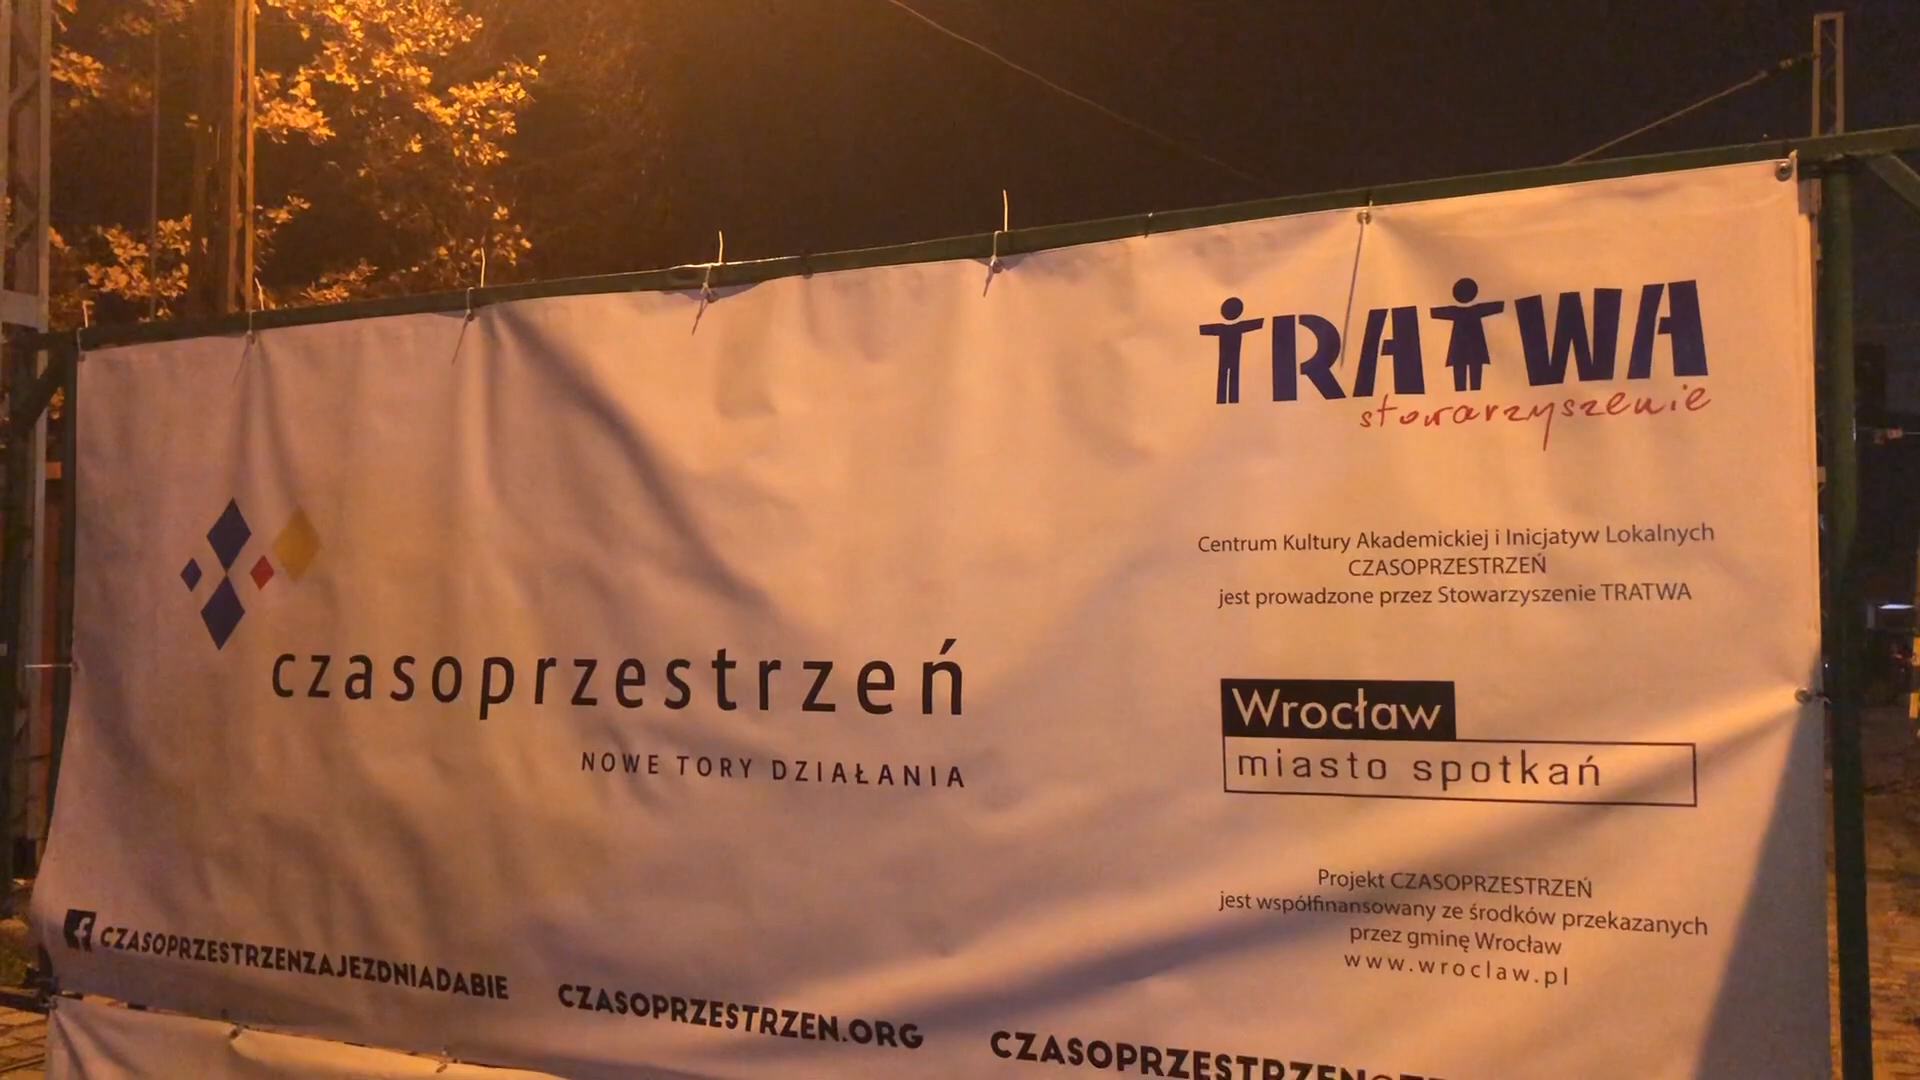 TRATWA
stowarzyszenie
czasoprzestrzeń
NOWE TORY DZIAŁANIA
Centrum Kultury Akademickiej i Inicjatyw Lokalnych
CZASOPRZESTRZEŃ
jest prowadzone przez Stowarzyszenie TRATWA
Wrocław
miasto spotkań
Projekt CZASOPRZESTRZEŃ
jest współfinansowany ze środków przekazanych
przez gminę Wrocław
www.wroclaw.pl
CZASOPRZESTRZENZAJEZDNIADABIE
CZASOPRZESTRZEN.ORG